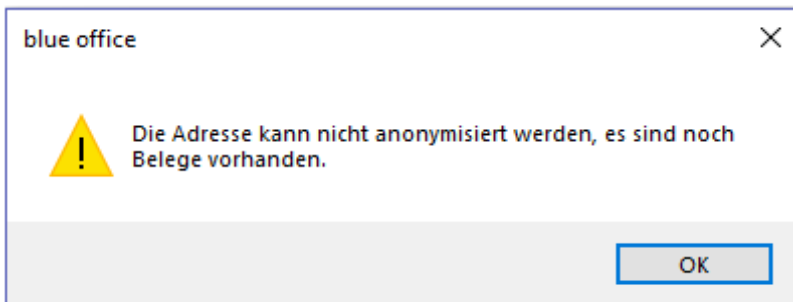 blue office
Die Adresse kann nicht anonymisiert werden, es sind noch
Belege vorhanden.
OK